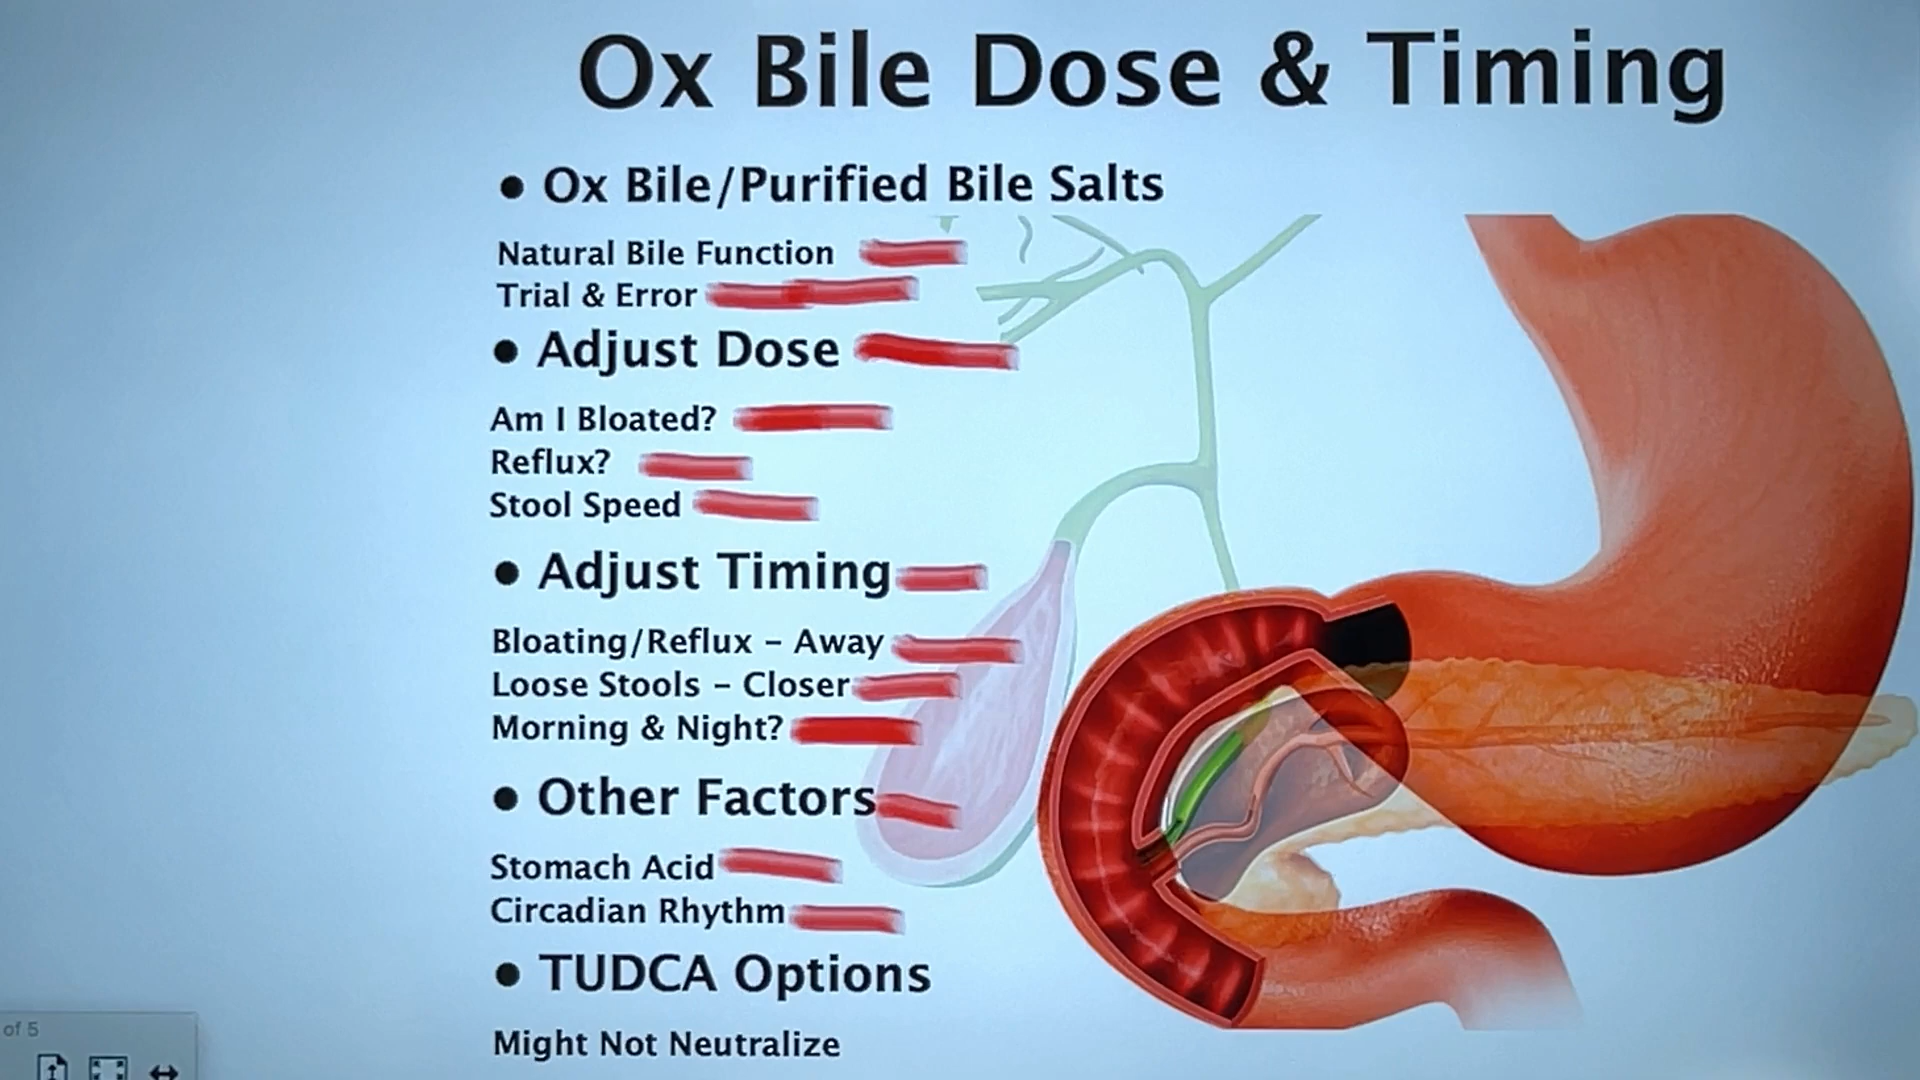 Ox Bile Dose & Timing
● Ox Bile/Purified Bile Salts
Natural Bile Function
Trial & Error
● Adjust Dose
Am I Bloated?
Reflux?
Stool Speed
● Adjust Timing
Bloating/Reflux – Away
Loose Stools – Closer
Morning & Night?
● Other Factors
Stomach Acid
Circadian Rhythm
● TUDCA Options
Might Not Neutralize
of 5